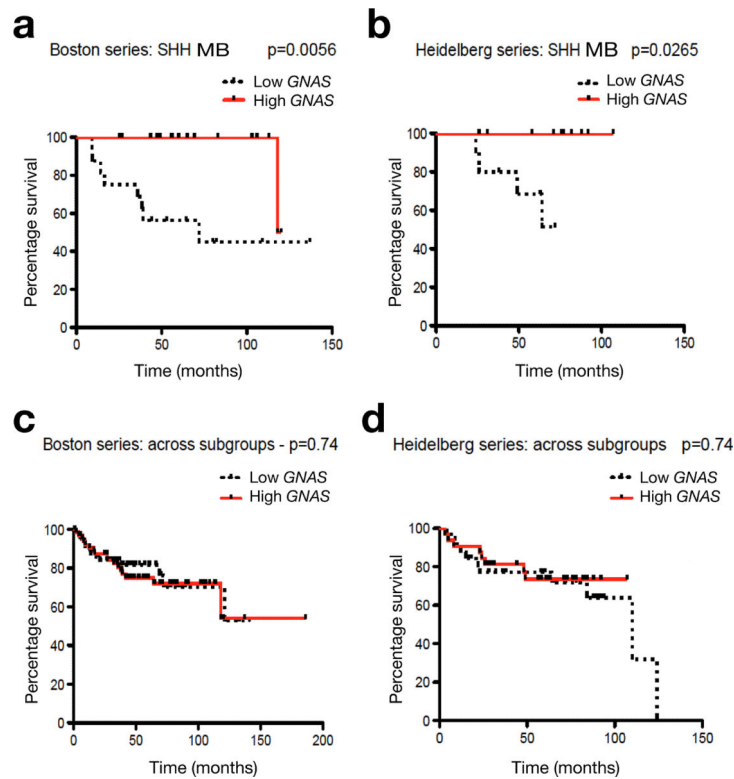 a
Boston series: SHH MB p=0.0056
Low GNAS
High GNAS
100
80
60
40
20
0
0 50 100 150
Percentage survival
Time (months)
b
Heidelberg series: SHH MB p=0.0265
Low GNAS
High GNAS
100
80
60
40
20
0
0 50 100 150
Percentage survival
Time (months)
c
Boston series: across subgroups - p=0.74
Low GNAS
High GNAS
100
80
60
40
20
0
0 50 100 150 200
Percentage survival
Time (months)
d
Heidelberg series: across subgroups p=0.74
Low GNAS
High GNAS
100
80
60
40
20
0
0 50 100 150
Percentage survival
Time (months)